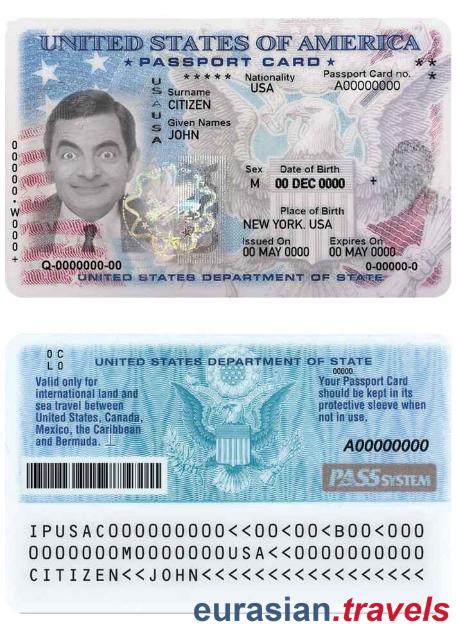 UNITED STATES OF AMERICA
★ PASSPORT CARD ★
USAUSA
★★★★★
Nationality
USA
Passport Card no.
A00000000
Surname
CITIZEN
Given Names
JOHN
00000*W000+
Sex
M
Date of Birth
00 DEC 0000
+
Place of Birth
NEW YORK. USA
Issued On
00 MAY 0000
Expires On
00 MAY 0000
Q-0000000-00
0-00000-0
UNITED STATES DEPARTMENT OF STATE
0 C
L 0
UNITED STATES DEPARTMENT OF STATE
00000
Valid only for
international land and
sea travel between
United States, Canada,
Mexico, the Caribbean
and Bermuda.
Your Passport Card
should be kept in its
protective sleeve when
not in use.
A00000000
PASS SYSTEM
IPUSAC000000000<<00<00<B00<000
0000000M0000000USA<<0000000000
CITIZEN<<JOHN<<<<<<<<<<<<<<<<<
eurasian.travels